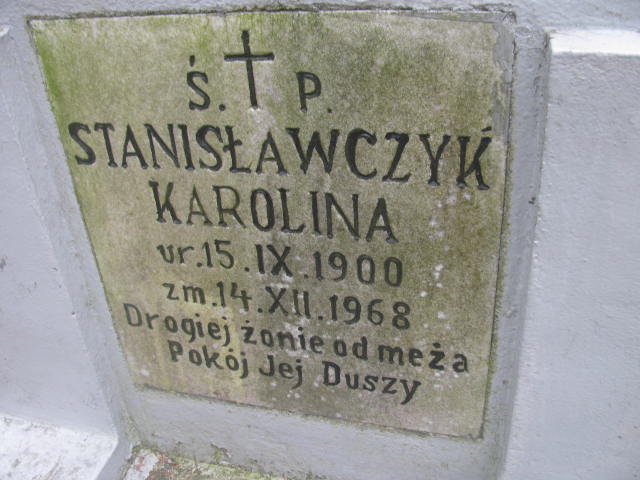 Ś. P.
STANISŁAWCZYK
KAROLINA
ur. 15. IX. 1900
zm. 14. XII. 1968
Drogiej żonie od męża
Pokój Jej Duszy